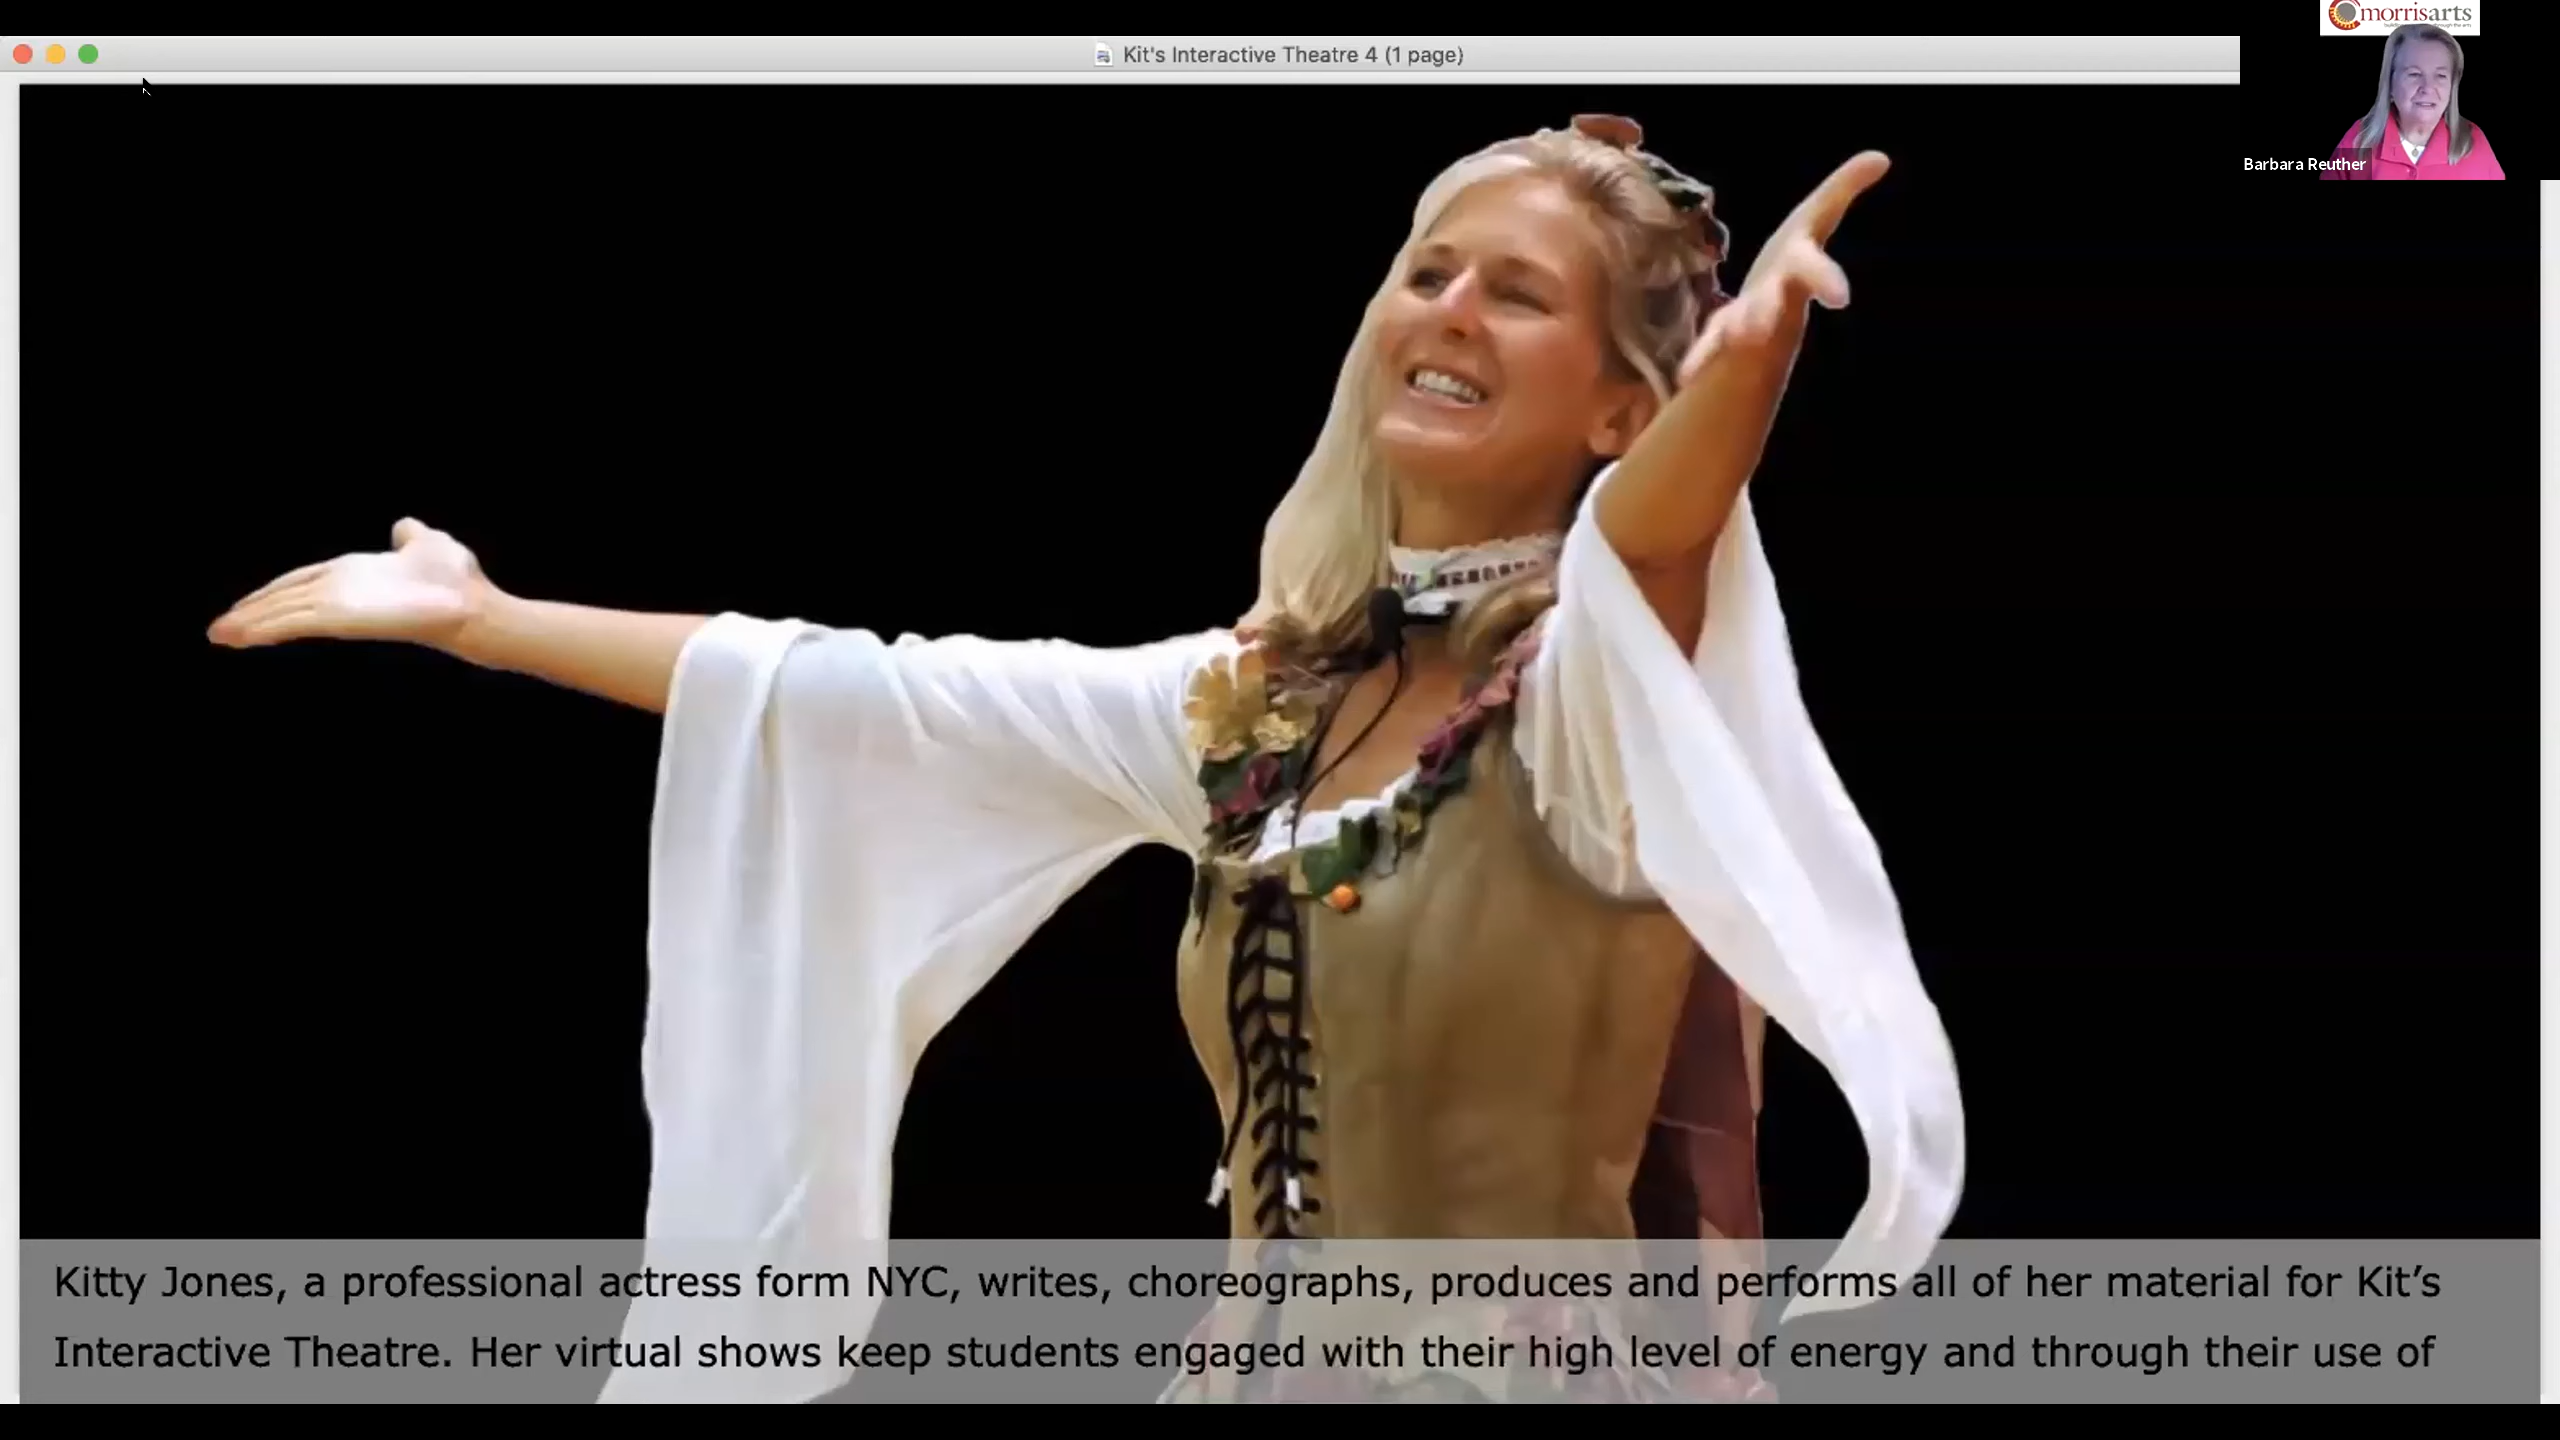 morrisarts
Kit's Interactive Theatre 4 (1 page)
Barbara Reuther
Kitty Jones, a professional actress form NYC, writes, choreographs, produces and performs all of her material for Kit’s
Interactive Theatre. Her virtual shows keep students engaged with their high level of energy and through their use of